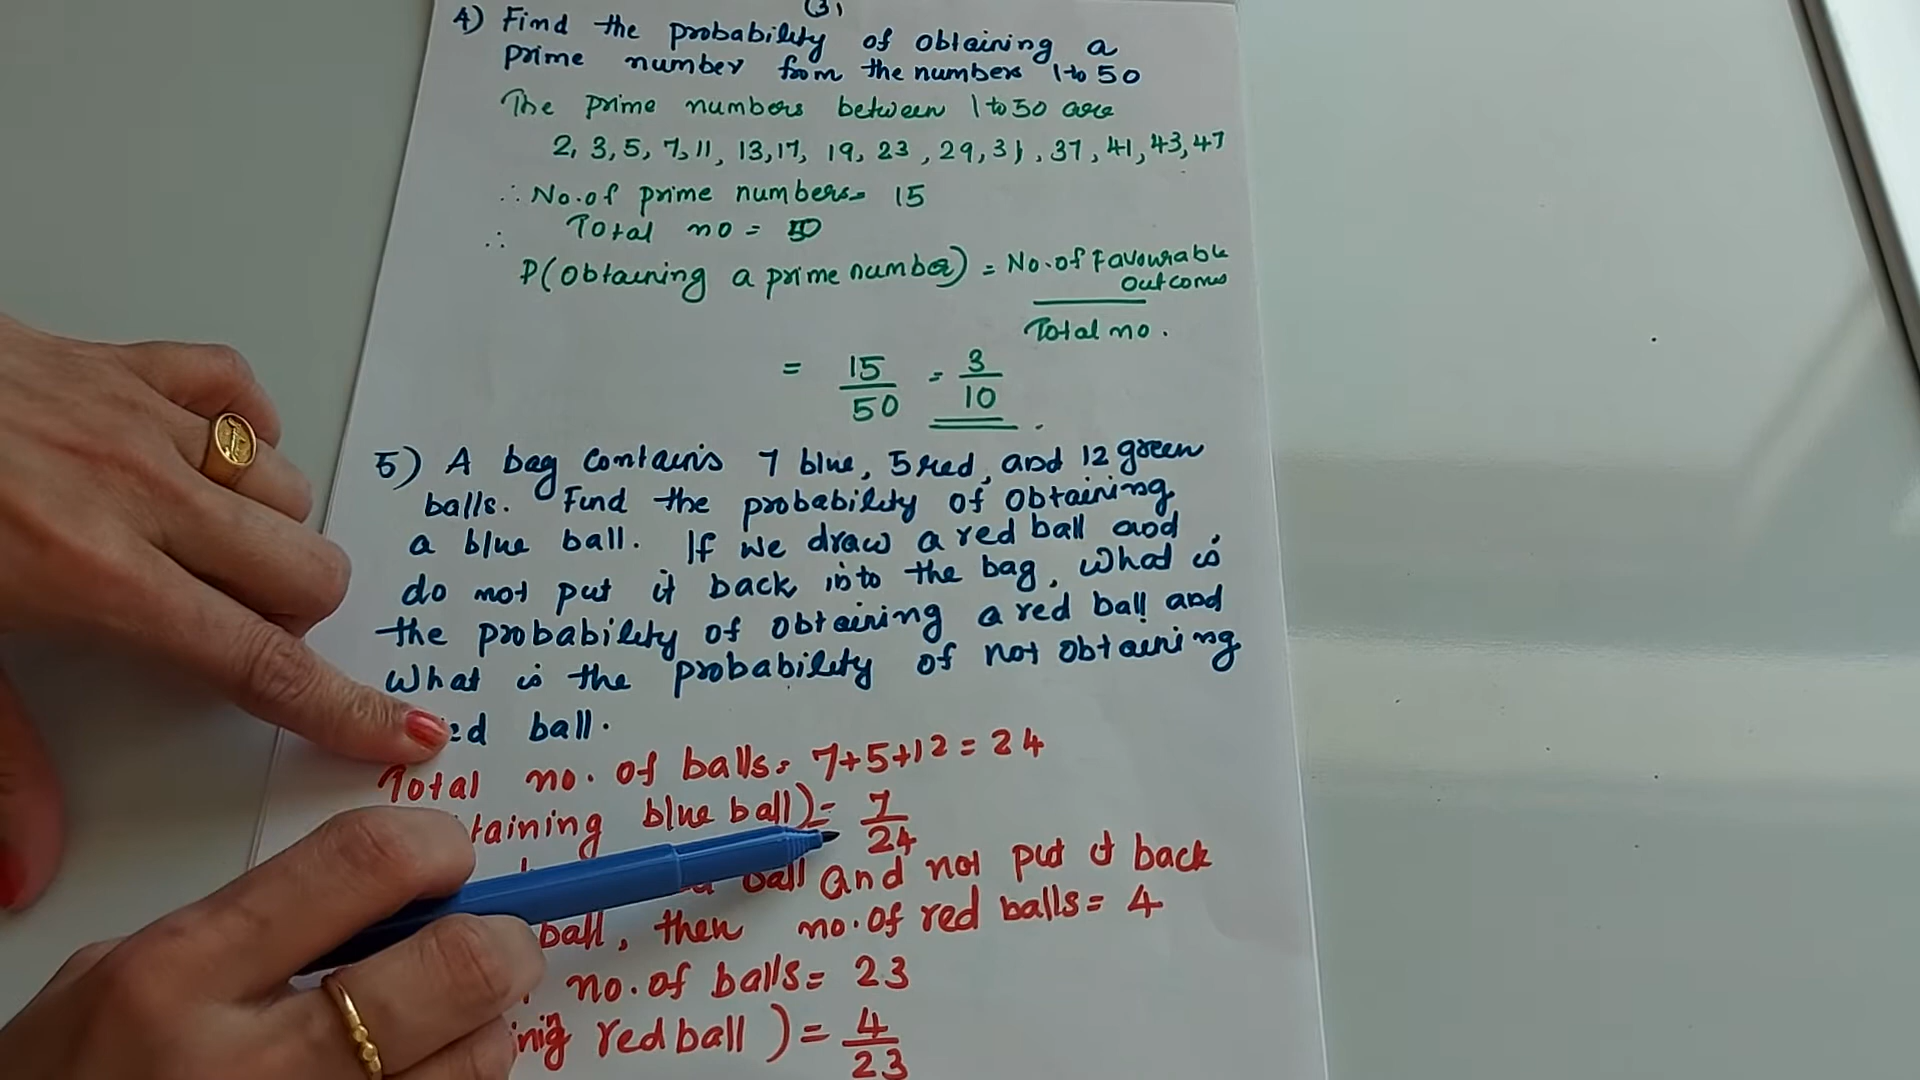 (3)
4) Find the probability of obtaining a
prime number from the numbers 1 to 50
The prime numbers between 1 to 50 are
2, 3, 5, 7, 11, 13, 17, 19, 23, 29, 31, 37, 41, 43, 47
∴ No. of prime numbers = 15
∴ Total no = 50
P(Obtaining a prime number) = No. of Favourable outcomes
Total no.
= 15/50 = 3/10
5) A bag contains 7 blue, 5 red, and 12 green
balls. Find the probability of obtaining
a blue ball. If we draw a red ball and
do not put it back into the bag, what is
the probability of obtaining a red ball and
What is the probability of not obtaining
ball.
Total no. of balls = 7+5+12 = 24
blue ball) = 7/24
ball and not put it back
ball, then no. of red balls = 4
no. of balls = 23
red ball) = 4/23